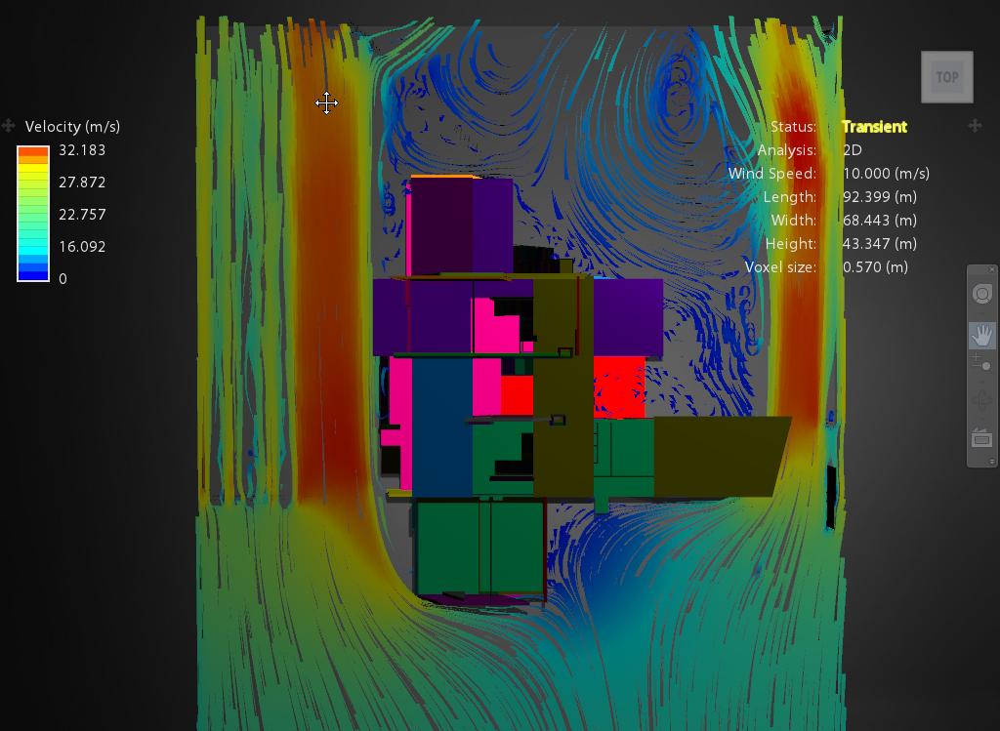 TOP
Velocity (m/s)
32.183
27.872
22.757
16.092
0
Status: Transient
Analysis: 2D
Wind Speed: 10.000 (m/s)
Length: 92.399 (m)
Width: 68.443 (m)
Height: 43.347 (m)
Voxel size: 0.570 (m)